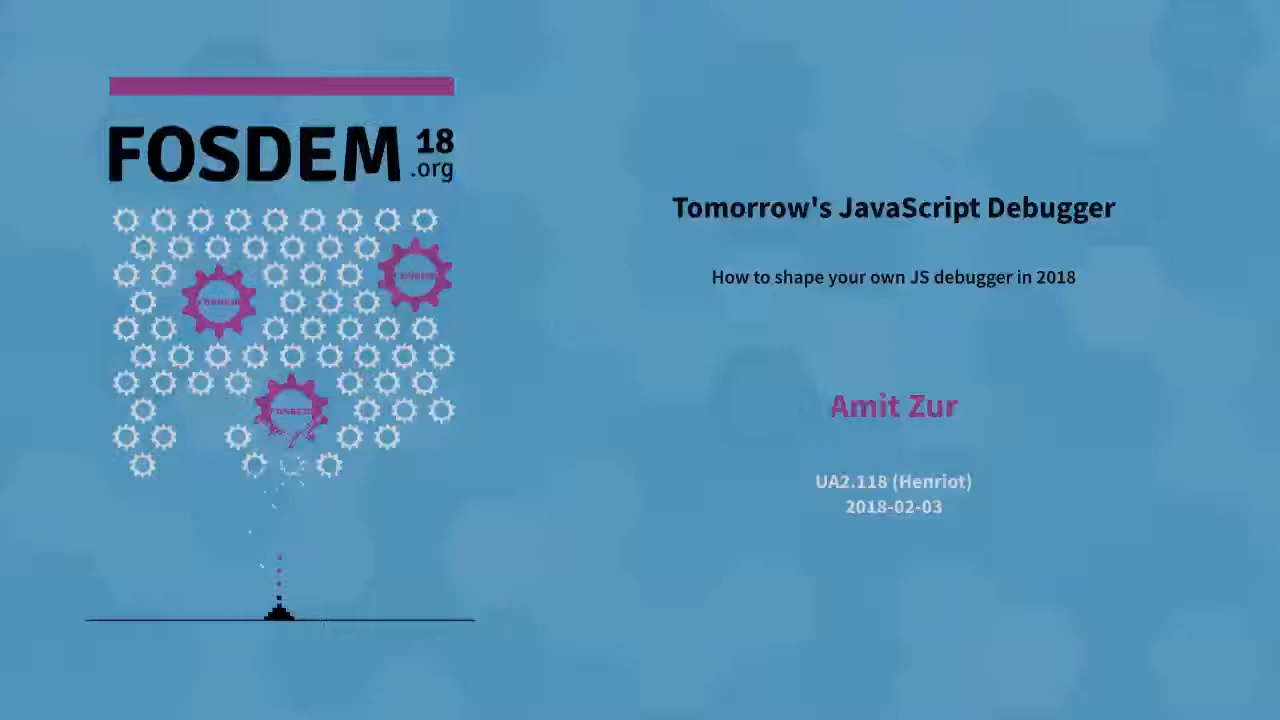 FOSDEM 18
.org
Tomorrow's JavaScript Debugger
How to shape your own JS debugger in 2018
Amit Zur
UA2.118 (Henriot)
2018-02-03